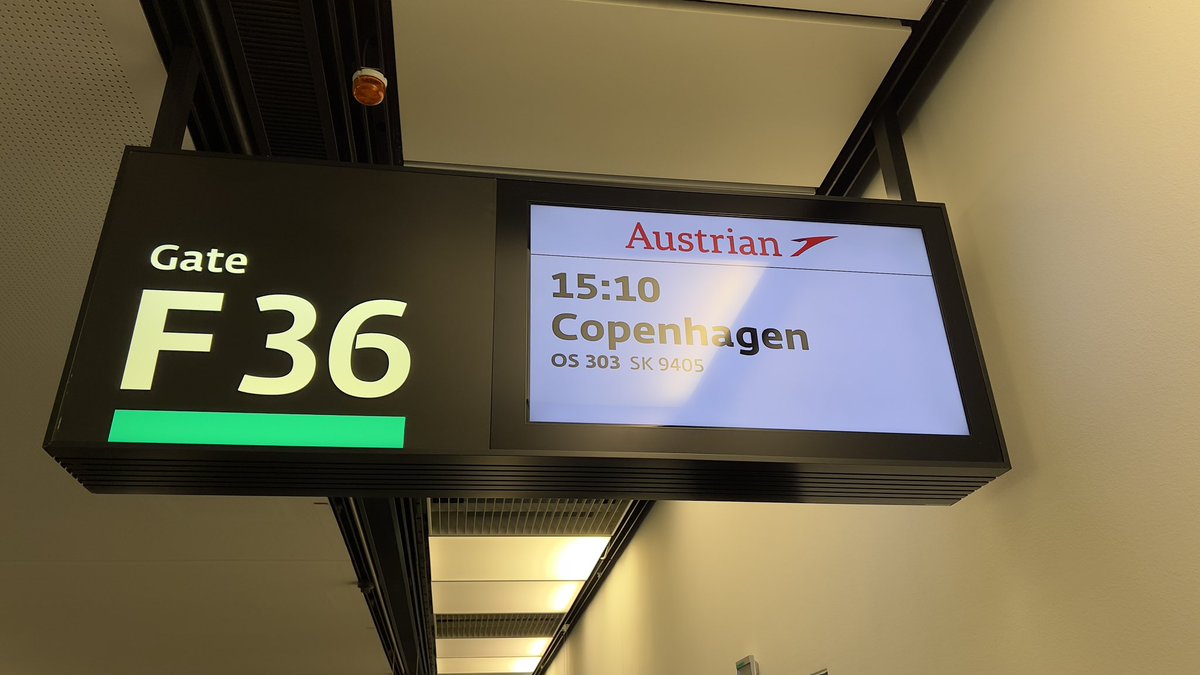 Gate
F 36
Austrian
15:10
Copenhagen
OS 303 SK 9405